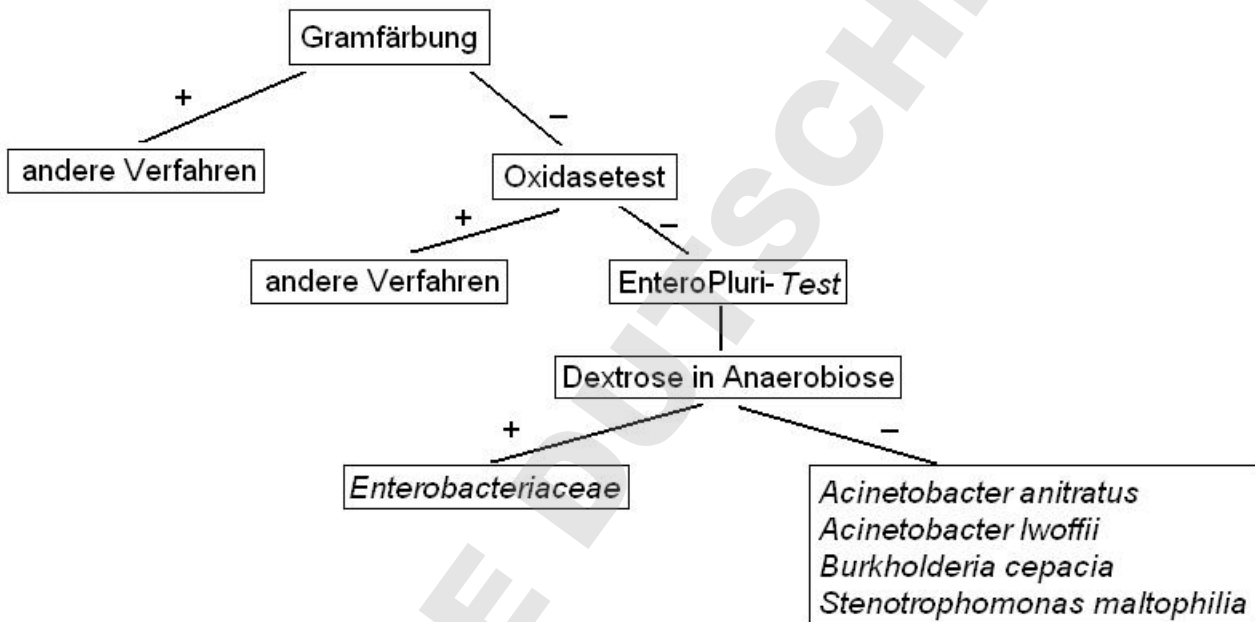 Gramfärbung
+
–
andere Verfahren
Oxidasetest
+
–
andere Verfahren
EnteroPluri- Test
Dextrose in Anaerobiose
+
–
Enterobacteriaceae
Acinetobacter anitratus
Acinetobacter lwoffii
Burkholderia cepacia
Stenotrophomonas maltophilia
E DUTSCH